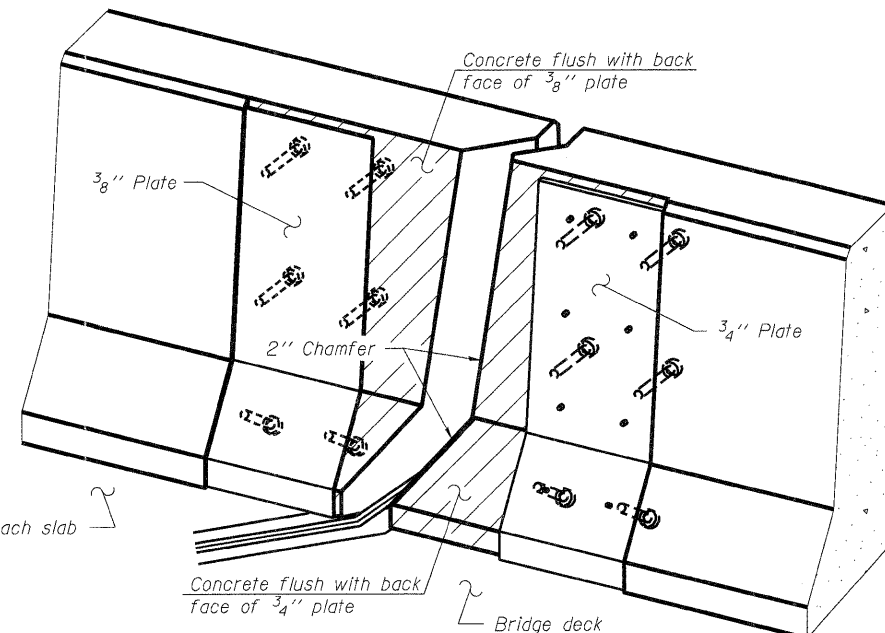 Concrete flush with back
face of 3/8'' plate
3/8'' Plate
3/4'' Plate
2'' Chamfer
ach slab
Concrete flush with back
face of 3/4'' plate
Bridge deck